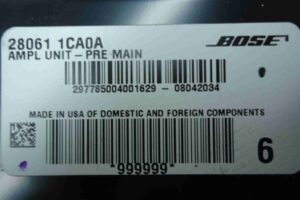 28061 1CA0A BOSE
AMPL UNIT – PRE MAIN
297785004001629 – 08042034
MADE IN USA OF DOMESTIC AND FOREIGN COMPONENTS
6
*999999*